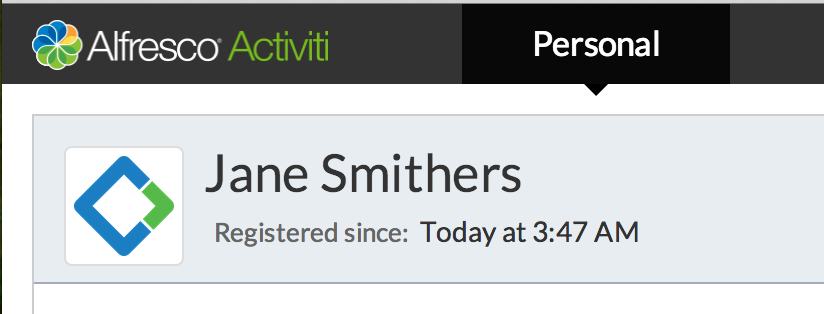 Alfresco Activiti
Personal
Jane Smithers
Registered since: Today at 3:47 AM